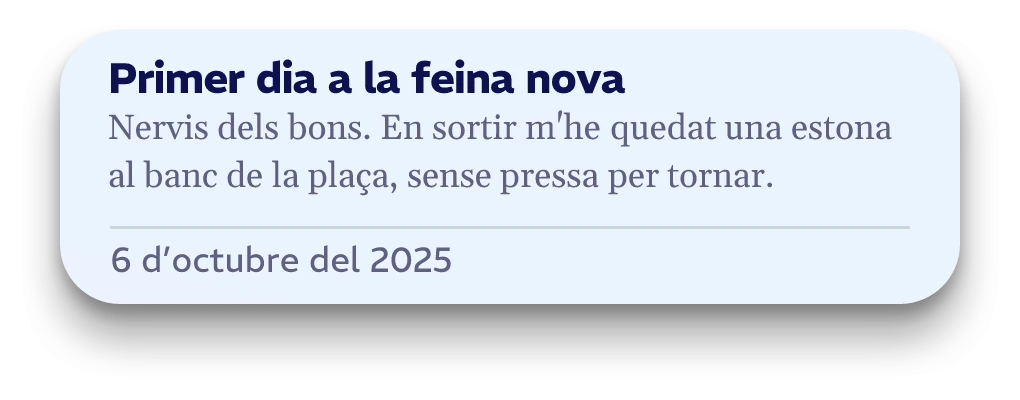 Primer dia a la feina nova
Nervis dels bons. En sortir m'he quedat una estona
al banc de la plaça, sense pressa per tornar.
6 d’octubre del 2025